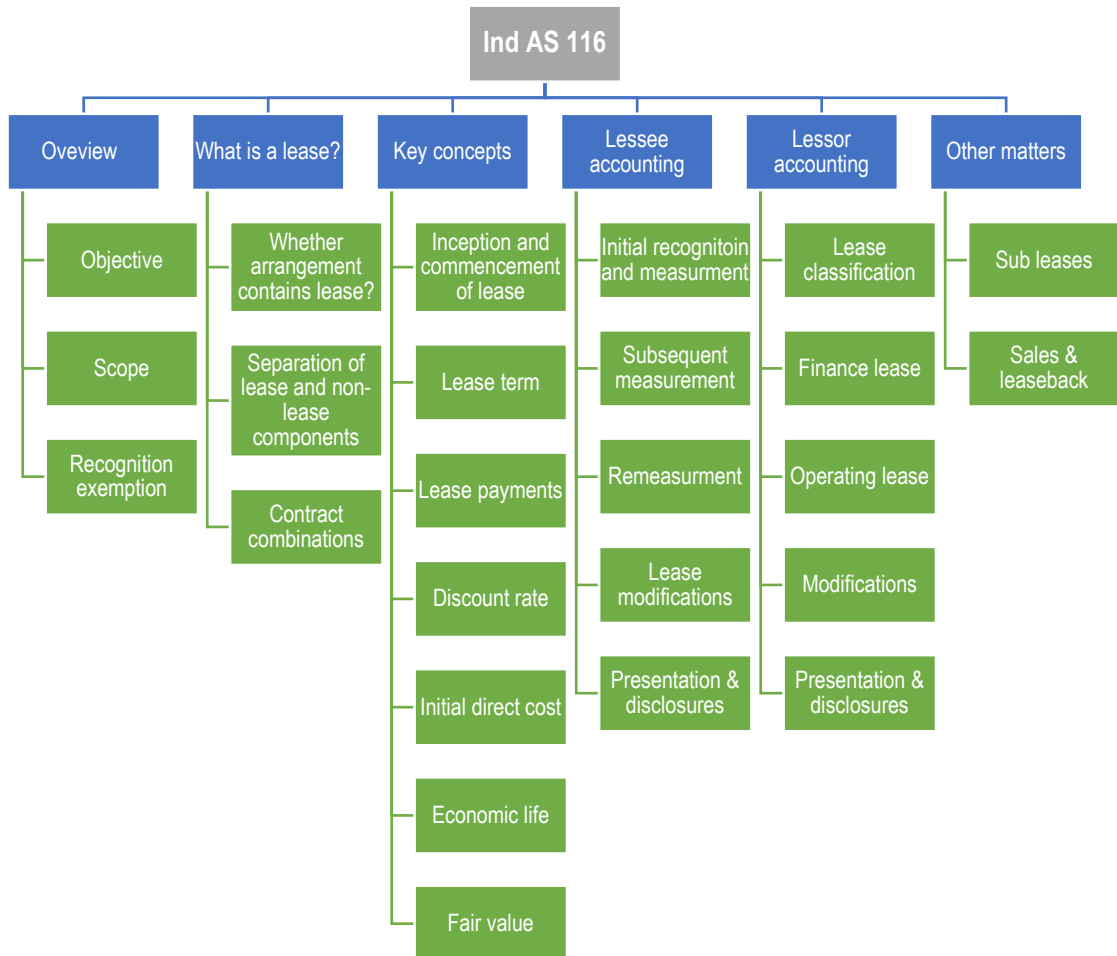 Ind AS 116
Oveview
Objective
Scope
Recognition
exemption
What is a lease?
Whether
arrangement
contains lease?
Separation of
lease and non-
lease
components
Contract
combinations
Key concepts
Inception and
commencement
of lease
Lease term
Lease payments
Discount rate
Initial direct cost
Economic life
Fair value
Lessee
accounting
Initial recognitoin
and measurment
Subsequent
measurement
Remeasurment
Lease
modifications
Presentation &
disclosures
Lessor
accounting
Lease
classification
Finance lease
Operating lease
Modifications
Presentation &
disclosures
Other matters
Sub leases
Sales &
leaseback